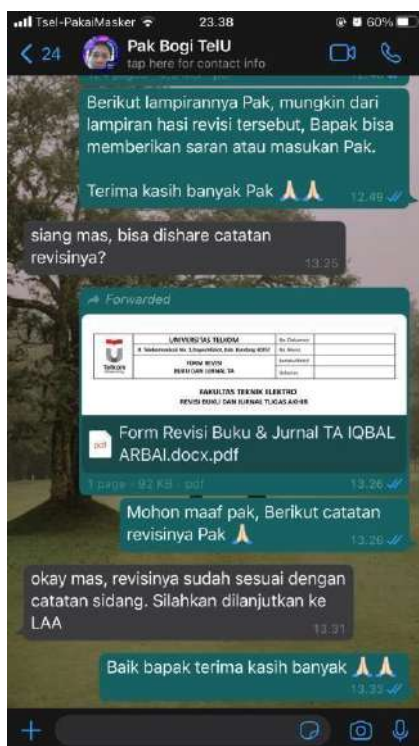 Tsel-PakaiMasker
23.38
60%
24
Pak Bogi TelU
tap here for contact info
Berikut lampirannya Pak, mungkin dari
lampiran hasi revisi tersebut, Bapak bisa
memberikan saran atau masukan Pak.
Terima kasih banyak Pak 🙏🏻 🙏🏻
12.49
siang mas, bisa dishare catatan
revisinya?
13.25
Forwarded
UNIVERSITAS TELKOM
FORM REVISI
BUKU DAN JURNAL TA
Telkom
FAKULTAS TEKNIK ELEKTRO
REVISI BUKU DAN JURNAL TUGAS AKHIR
pdf
Form Revisi Buku & Jurnal TA IQBAL
ARBAI.docx.pdf
1 page · 92 KB · pdf
13.26
Mohon maaf pak, Berikut catatan
revisinya Pak 🙏🏻
13.26
okay mas, revisinya sudah sesuai dengan
catatan sidang. Silahkan dilanjutkan ke
LAA
13.31
Baik bapak terima kasih banyak 🙏🏻 🙏🏻
13.33